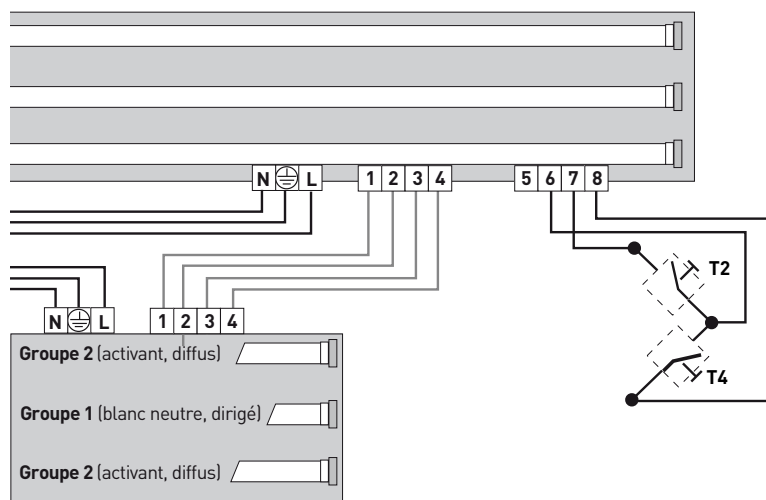 N L 1 2 3 4 5 6 7 8
T2
N L 1 2 3 4
Groupe 2 (activant, diffus)
T4
Groupe 1 (blanc neutre, dirigé)
Groupe 2 (activant, diffus)